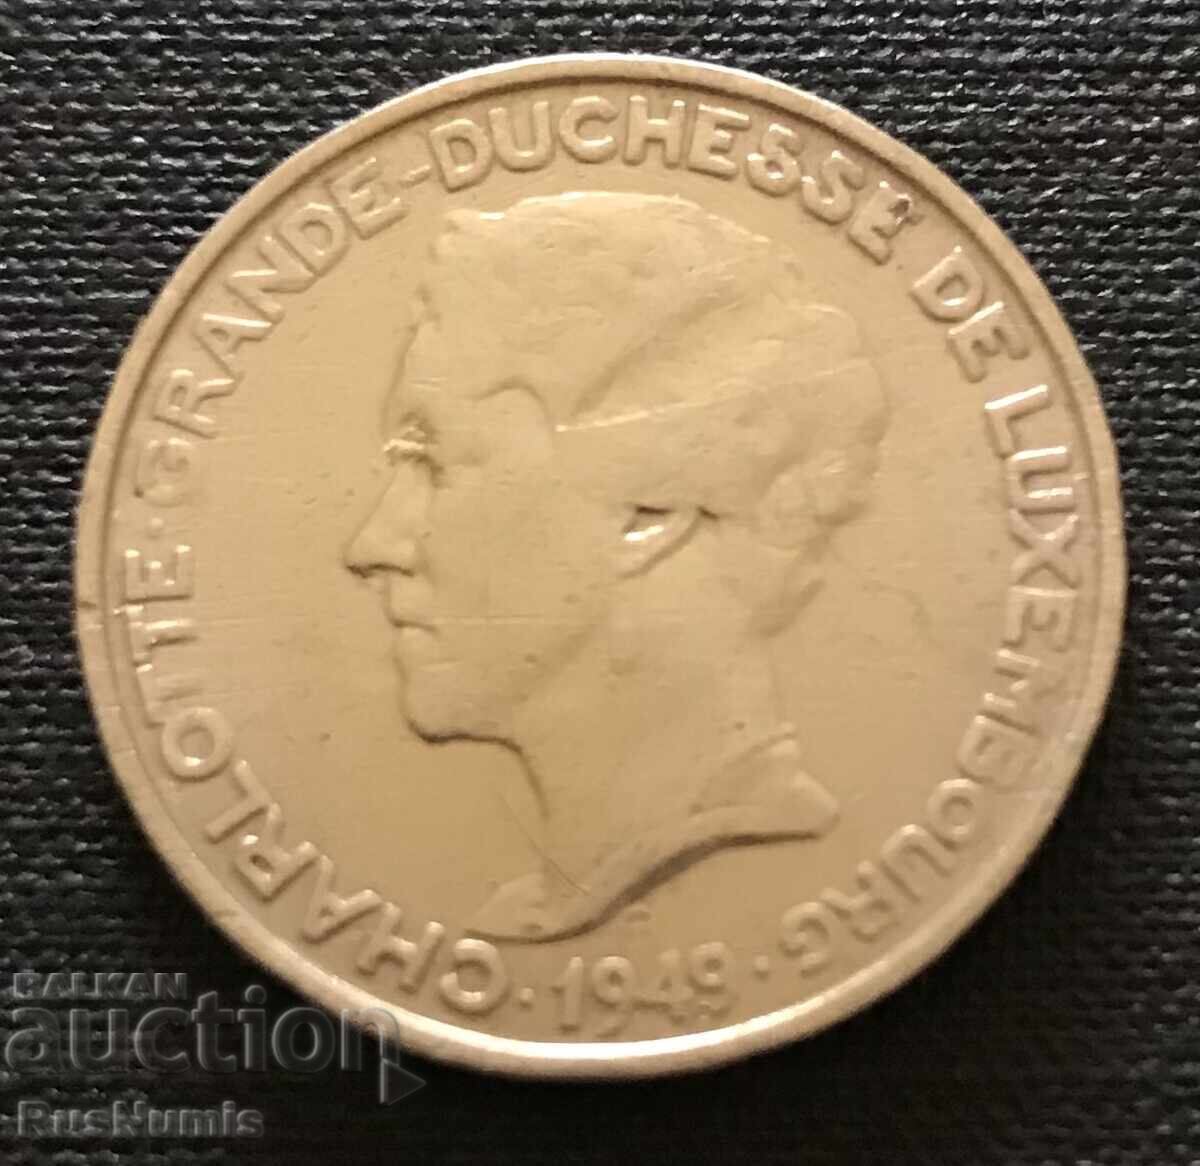 CHARLOTTE · GRANDE-DUCHESSE DE LUXEMBOURG ·
· 1949 ·
BALKAN
auction
RusNumis